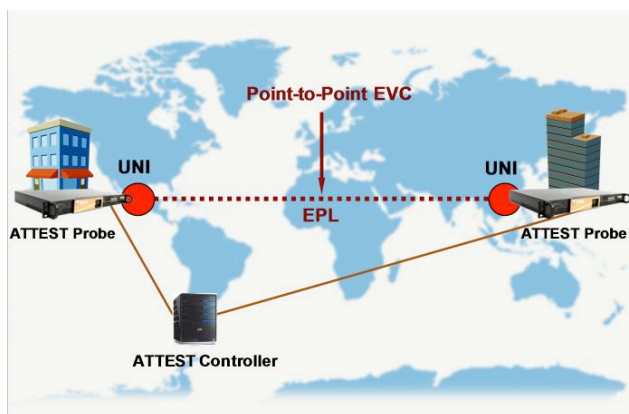 Point-to-Point EVC
UNI
UNI
EPL
ATTEST Probe
ATTEST Probe
ATTEST Controller